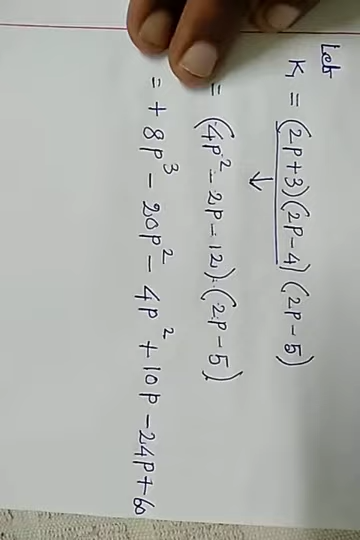 Let
K₁ = (2P+3)(2P-4)(2P-5)
= (4P² - 2P - 12).(2P-5)
= + 8P³ - 20P² - 4P² + 10P - 24P + 60